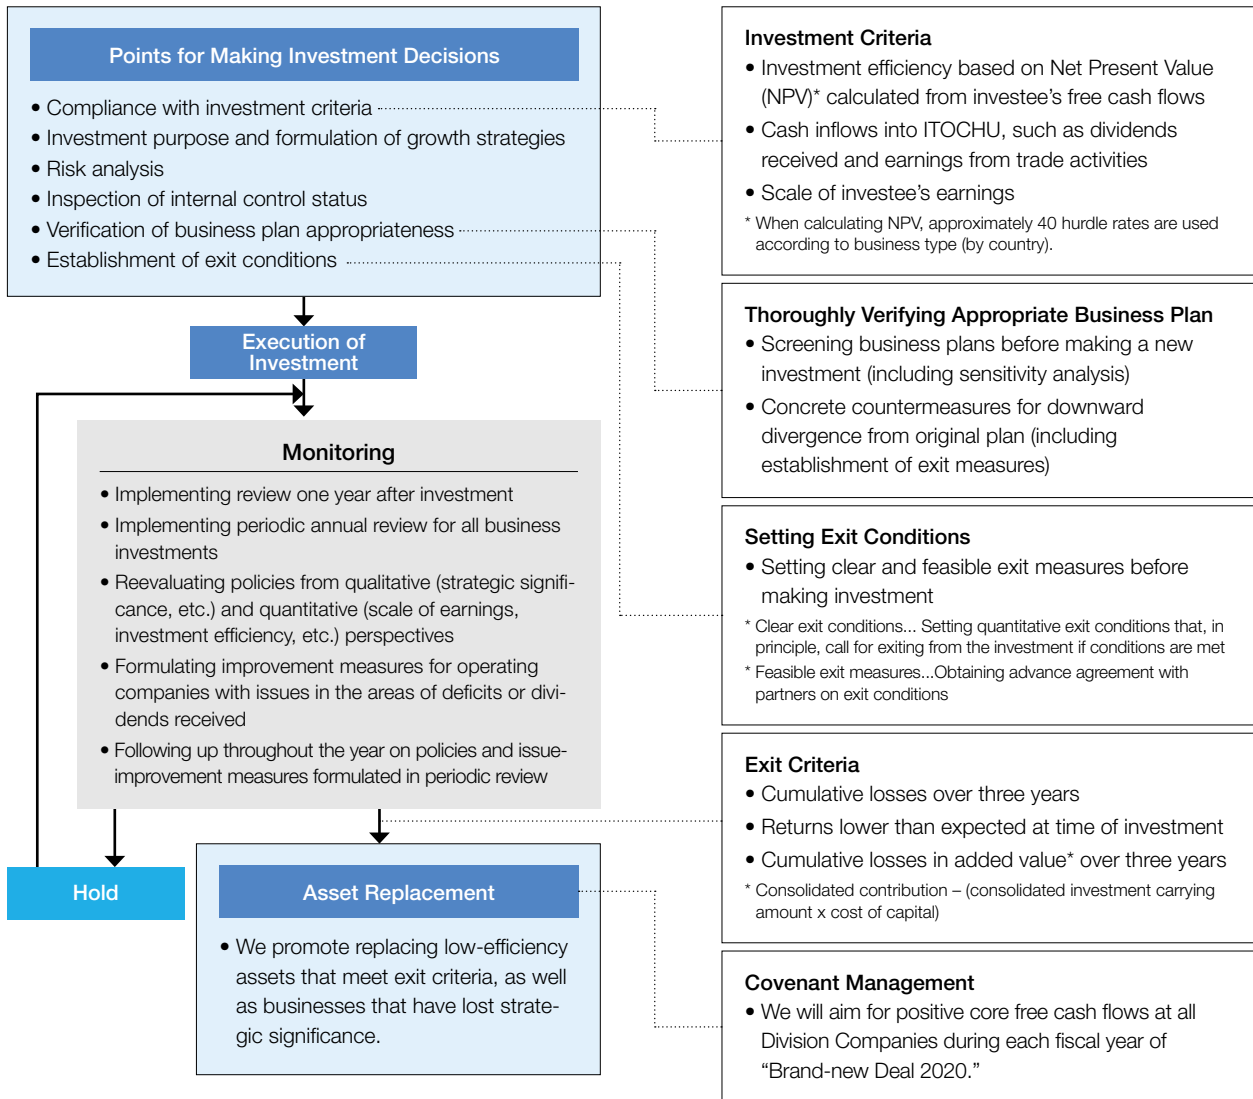 Points for Making Investment Decisions
• Compliance with investment criteria
• Investment purpose and formulation of growth strategies
• Risk analysis
• Inspection of internal control status
• Verification of business plan appropriateness
• Establishment of exit conditions
Execution of
Investment
Monitoring
• Implementing review one year after investment
• Implementing periodic annual review for all business
investments
• Reevaluating policies from qualitative (strategic signifi-
cance, etc.) and quantitative (scale of earnings,
investment efficiency, etc.) perspectives
• Formulating improvement measures for operating
companies with issues in the areas of deficits or divi-
dends received
• Following up throughout the year on policies and issue-
improvement measures formulated in periodic review
Hold
Asset Replacement
• We promote replacing low-efficiency
assets that meet exit criteria, as well
as businesses that have lost strate-
gic significance.
Investment Criteria
• Investment efficiency based on Net Present Value
(NPV)* calculated from investee’s free cash flows
• Cash inflows into ITOCHU, such as dividends
received and earnings from trade activities
• Scale of investee’s earnings
* When calculating NPV, approximately 40 hurdle rates are used
according to business type (by country).
Thoroughly Verifying Appropriate Business Plan
• Screening business plans before making a new
investment (including sensitivity analysis)
• Concrete countermeasures for downward
divergence from original plan (including
establishment of exit measures)
Setting Exit Conditions
• Setting clear and feasible exit measures before
making investment
* Clear exit conditions... Setting quantitative exit conditions that, in
principle, call for exiting from the investment if conditions are met
* Feasible exit measures...Obtaining advance agreement with
partners on exit conditions
Exit Criteria
• Cumulative losses over three years
• Returns lower than expected at time of investment
• Cumulative losses in added value* over three years
* Consolidated contribution – (consolidated investment carrying
amount x cost of capital)
Covenant Management
• We will aim for positive core free cash flows at all
Division Companies during each fiscal year of
“Brand-new Deal 2020.”